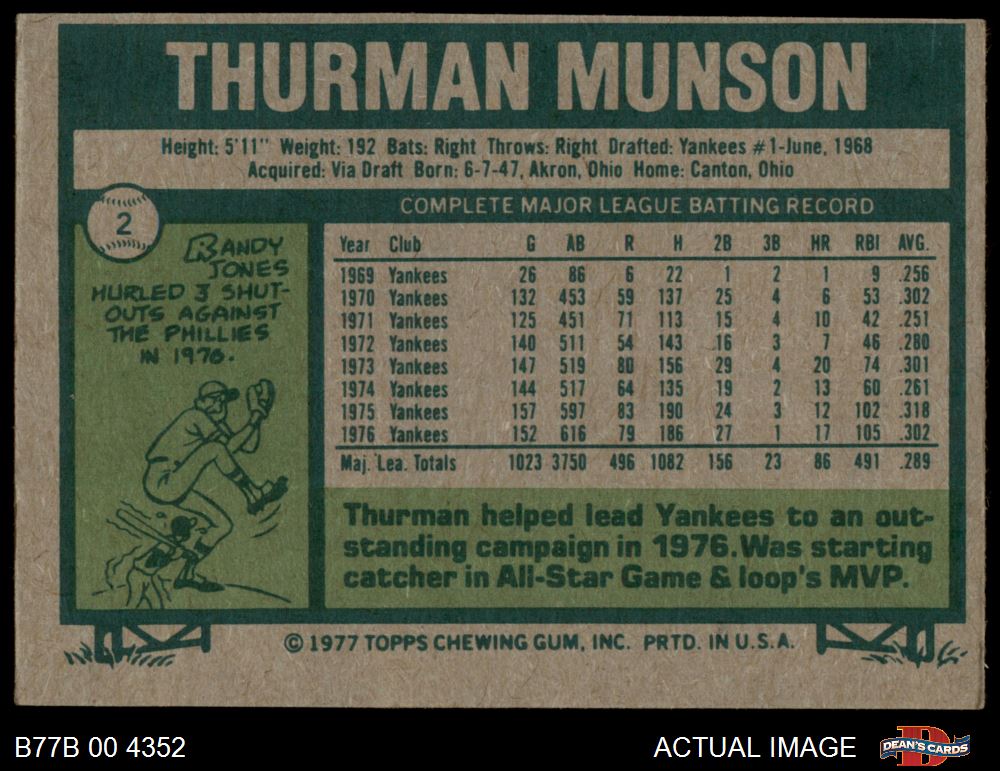 THURMAN MUNSON
Height: 5'11" Weight: 192 Bats: Right Throws: Right Drafted: Yankees #1-June, 1968
Acquired: Via Draft Born: 6-7-47, Akron, Ohio Home: Canton, Ohio
2
RANDY
JONES
HURLED 3 SHUT-
OUTS AGAINST
THE PHILLIES
IN 1976.
COMPLETE MAJOR LEAGUE BATTING RECORD
Year Club G AB R H 2B 3B HR RBI AVG.
1969 Yankees 26 86 6 22 1 2 1 9 .256
1970 Yankees 132 453 59 137 25 4 6 53 .302
1971 Yankees 125 451 71 113 15 4 10 42 .251
1972 Yankees 140 511 54 143 16 3 7 46 .280
1973 Yankees 147 519 80 156 29 4 20 74 .301
1974 Yankees 144 517 64 135 19 2 13 60 .261
1975 Yankees 157 597 83 190 24 3 12 102 .318
1976 Yankees 152 616 79 186 27 1 17 105 .302
Maj. Lea. Totals 1023 3750 496 1082 156 23 86 491 .289
Thurman helped lead Yankees to an out-
standing campaign in 1976. Was starting
catcher in All-Star Game & loop's MVP.
© 1977 TOPPS CHEWING GUM, INC. PRTD. IN U.S.A.
B77B 00 4352
ACTUAL IMAGE
DEAN'S CARDS